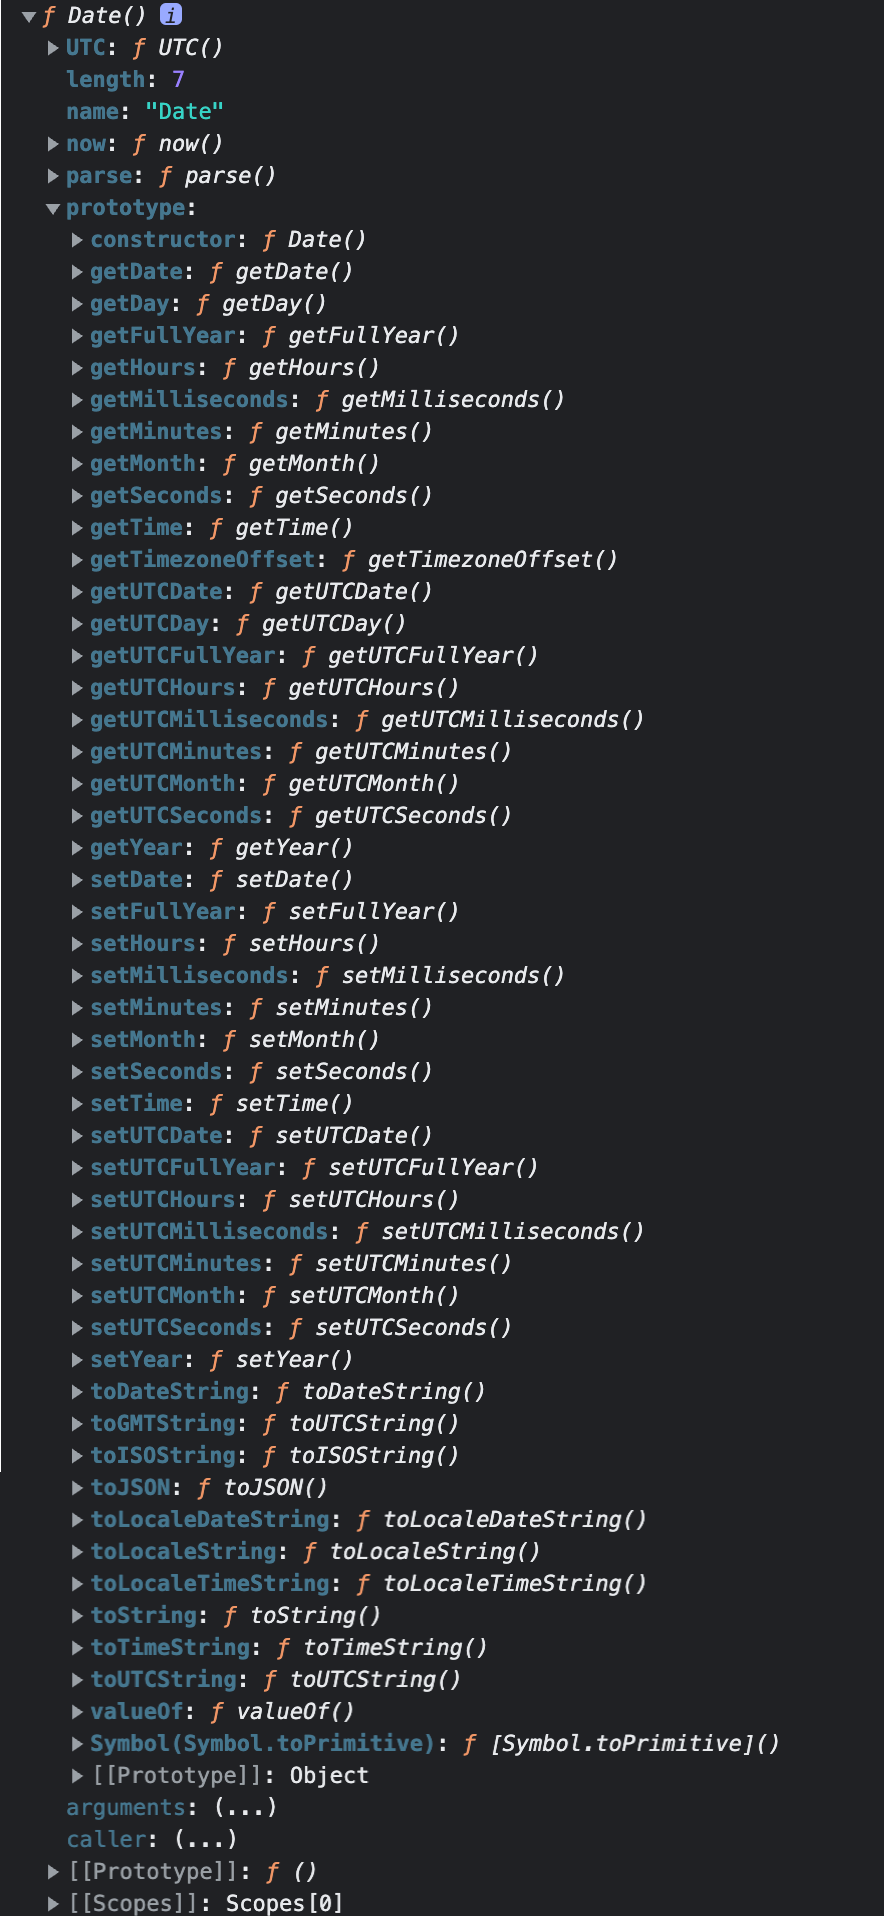 ▼ƒ Date() i
▶UTC: ƒ UTC()
length: 7
name: "Date"
▶now: ƒ now()
▶parse: ƒ parse()
▼prototype:
▶constructor: ƒ Date()
▶getDate: ƒ getDate()
▶getDay: ƒ getDay()
▶getFullYear: ƒ getFullYear()
▶getHours: ƒ getHours()
▶getMilliseconds: ƒ getMilliseconds()
▶getMinutes: ƒ getMinutes()
▶getMonth: ƒ getMonth()
▶getSeconds: ƒ getSeconds()
▶getTime: ƒ getTime()
▶getTimezoneOffset: ƒ getTimezoneOffset()
▶getUTCDate: ƒ getUTCDate()
▶getUTCDay: ƒ getUTCDay()
▶getUTCFullYear: ƒ getUTCFullYear()
▶getUTCHours: ƒ getUTCHours()
▶getUTCMilliseconds: ƒ getUTCMilliseconds()
▶getUTCMinutes: ƒ getUTCMinutes()
▶getUTCMonth: ƒ getUTCMonth()
▶getUTCSeconds: ƒ getUTCSeconds()
▶getYear: ƒ getYear()
▶setDate: ƒ setDate()
▶setFullYear: ƒ setFullYear()
▶setHours: ƒ setHours()
▶setMilliseconds: ƒ setMilliseconds()
▶setMinutes: ƒ setMinutes()
▶setMonth: ƒ setMonth()
▶setSeconds: ƒ setSeconds()
▶setTime: ƒ setTime()
▶setUTCDate: ƒ setUTCDate()
▶setUTCFullYear: ƒ setUTCFullYear()
▶setUTCHours: ƒ setUTCHours()
▶setUTCMilliseconds: ƒ setUTCMilliseconds()
▶setUTCMinutes: ƒ setUTCMinutes()
▶setUTCMonth: ƒ setUTCMonth()
▶setUTCSeconds: ƒ setUTCSeconds()
▶setYear: ƒ setYear()
▶toDateString: ƒ toDateString()
▶toGMTString: ƒ toUTCString()
▶toISOString: ƒ toISOString()
▶toJSON: ƒ toJSON()
▶toLocaleDateString: ƒ toLocaleDateString()
▶toLocaleString: ƒ toLocaleString()
▶toLocaleTimeString: ƒ toLocaleTimeString()
▶toString: ƒ toString()
▶toTimeString: ƒ toTimeString()
▶toUTCString: ƒ toUTCString()
▶valueOf: ƒ valueOf()
▶Symbol(Symbol.toPrimitive): ƒ [Symbol.toPrimitive]()
▶[[Prototype]]: Object
arguments: (...)
caller: (...)
▶[[Prototype]]: ƒ ()
▶[[Scopes]]: Scopes[0]